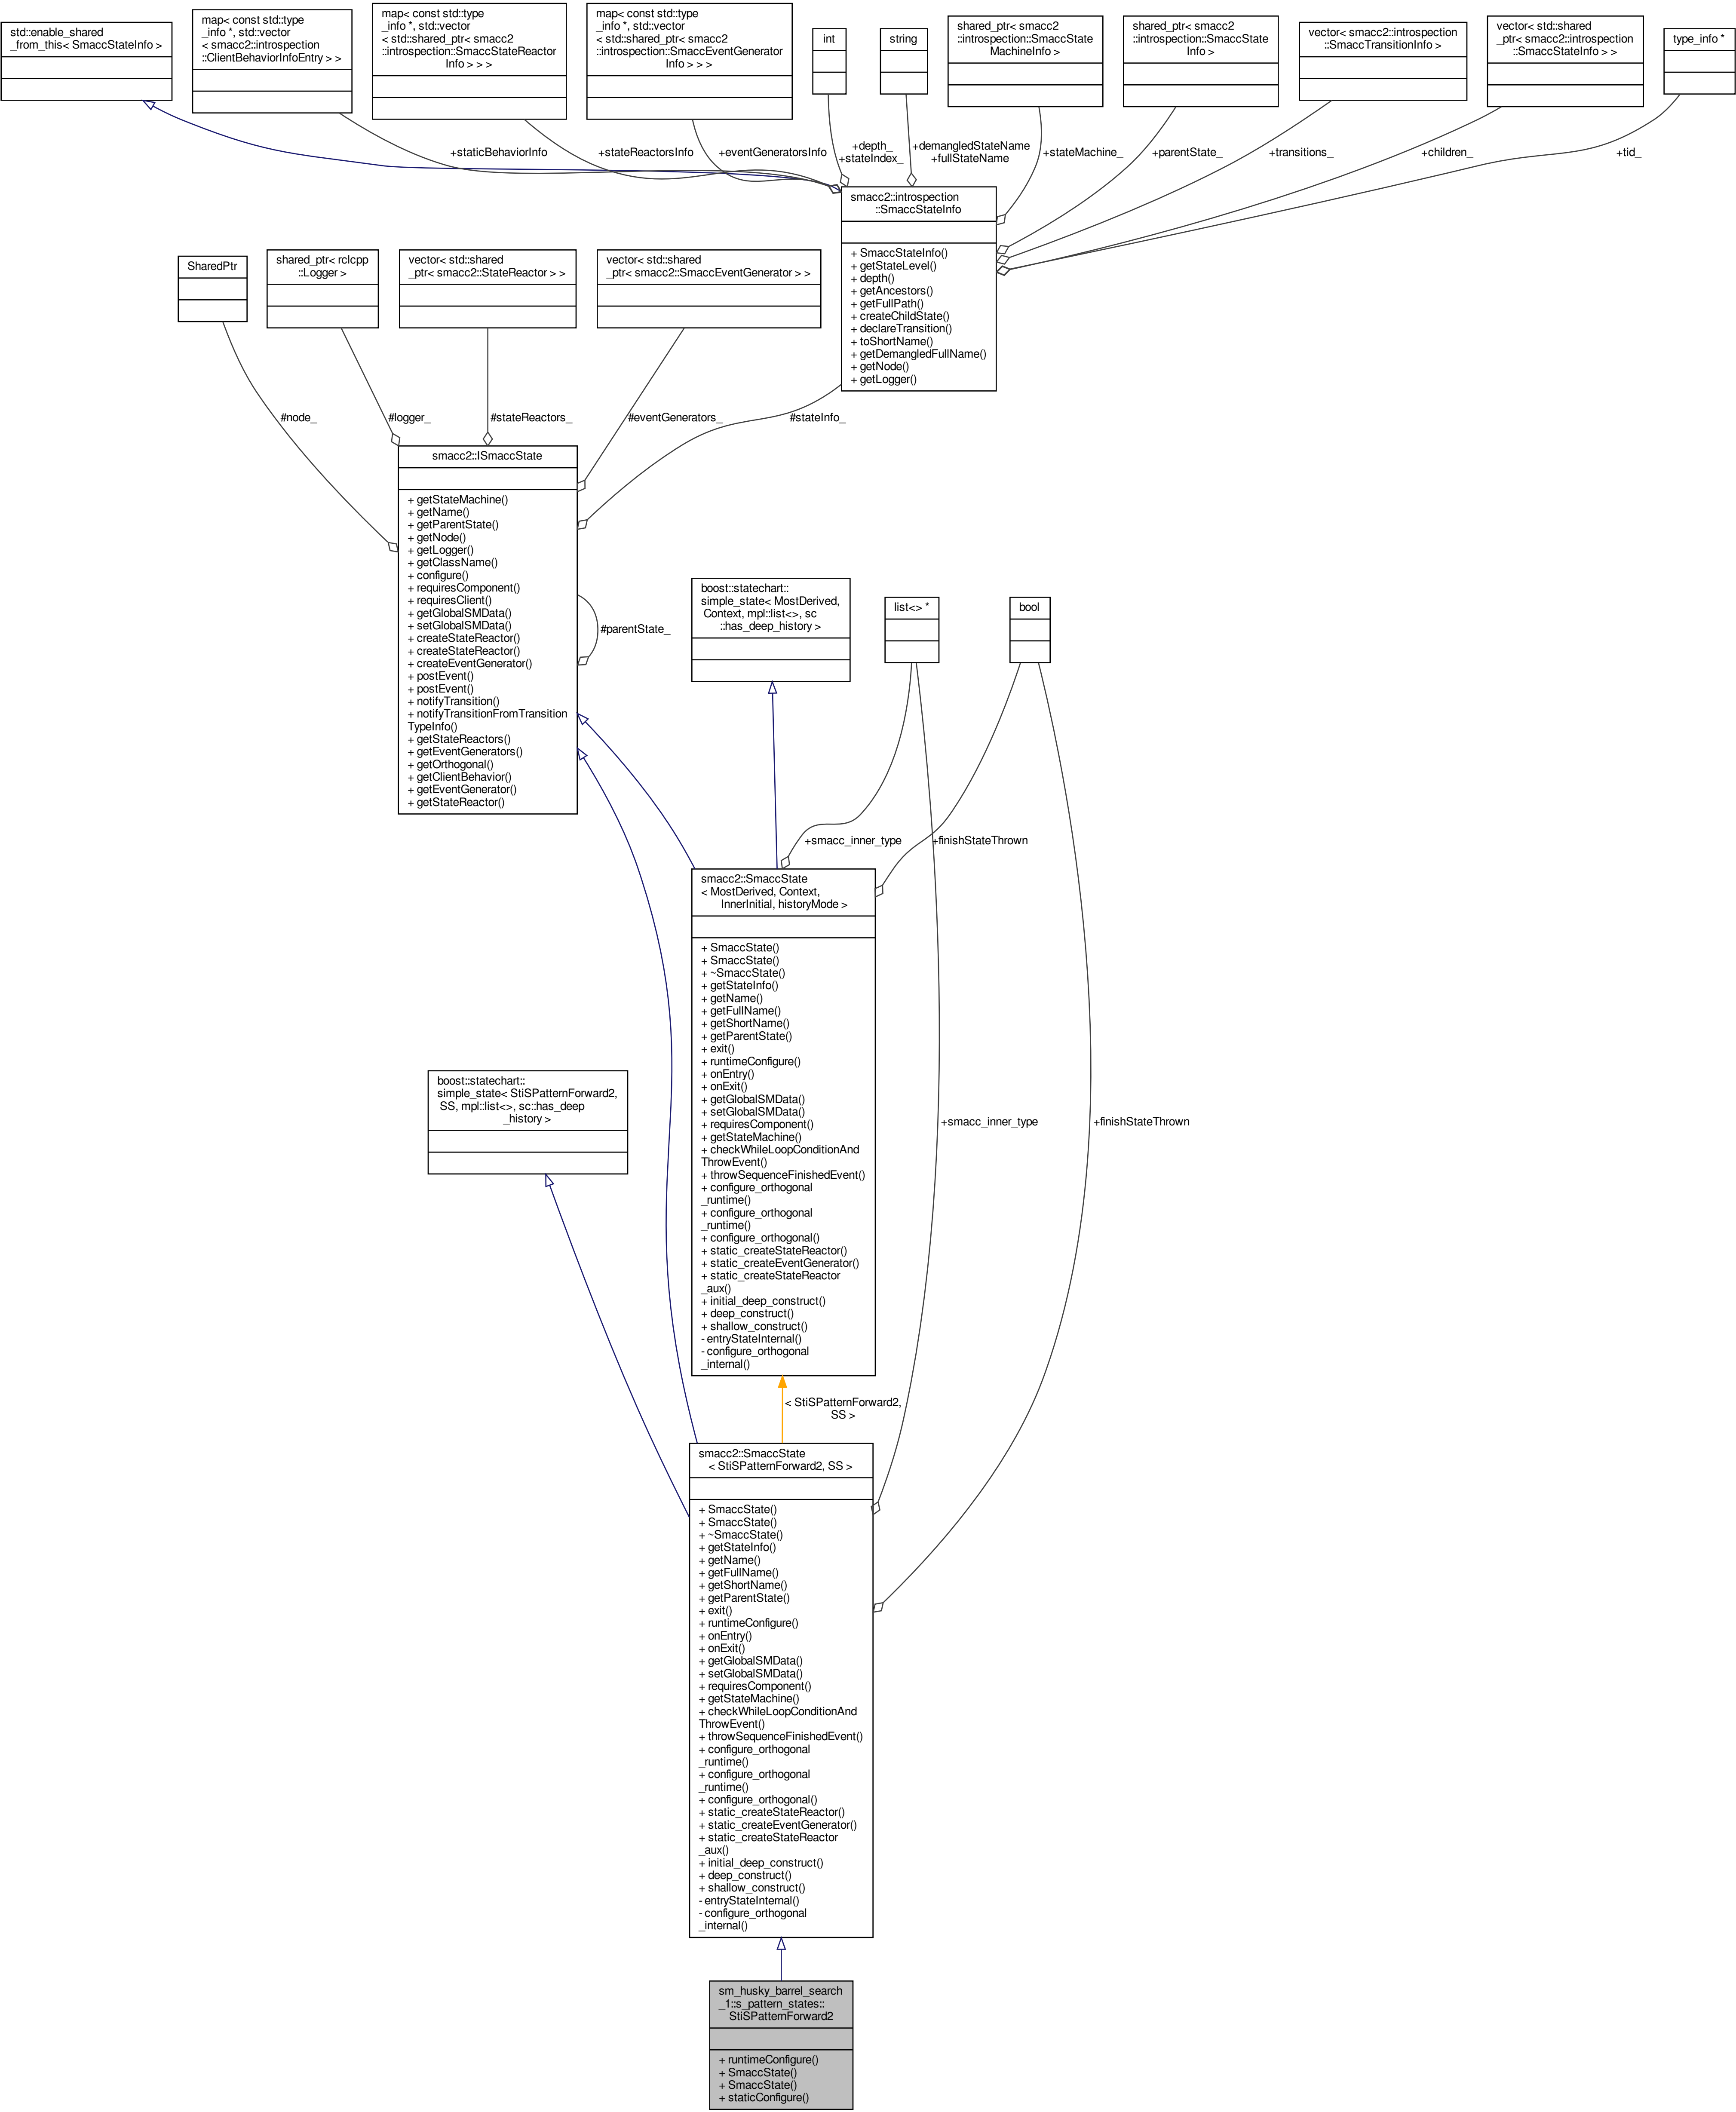 std::enable_shared
_from_this< SmaccStateInfo >
map< const std::type
_info *, std::vector
< smacc2::introspection
::ClientBehaviorInfoEntry > >
map< const std::type
_info *, std::vector
< std::shared_ptr< smacc2
::introspection::SmaccStateReactor
Info > > >
map< const std::type
_info *, std::vector
< std::shared_ptr< smacc2
::introspection::SmaccEventGenerator
Info > > >
int
string
shared_ptr< smacc2
::introspection::SmaccState
MachineInfo >
shared_ptr< smacc2
::introspection::SmaccState
Info >
vector< smacc2::introspection
::SmaccTransitionInfo >
vector< std::shared
_ptr< smacc2::introspection
::SmaccStateInfo > >
type_info *
+staticBehaviorInfo
+stateReactorsInfo
+eventGeneratorsInfo
+depth_
+stateIndex_
+demangledStateName
+fullStateName
+stateMachine_
+parentState_
+transitions_
+children_
+tid_
smacc2::introspection
::SmaccStateInfo
+ SmaccStateInfo()
+ getStateLevel()
+ depth()
+ getAncestors()
+ getFullPath()
+ createChildState()
+ declareTransition()
+ toShortName()
+ getDemangledFullName()
+ getNode()
+ getLogger()
SharedPtr
shared_ptr< rclcpp
::Logger >
vector< std::shared
_ptr< smacc2::StateReactor > >
vector< std::shared
_ptr< smacc2::SmaccEventGenerator > >
#node_
#logger_
#stateReactors_
#eventGenerators_
#stateInfo_
smacc2::ISmaccState
+ getStateMachine()
+ getName()
+ getParentState()
+ getNode()
+ getLogger()
+ getClassName()
+ configure()
+ requiresComponent()
+ requiresClient()
+ getGlobalSMData()
+ setGlobalSMData()
+ createStateReactor()
+ createStateReactor()
+ createEventGenerator()
+ postEvent()
+ postEvent()
+ notifyTransition()
+ notifyTransitionFromTransition
TypeInfo()
+ getStateReactors()
+ getEventGenerators()
+ getOrthogonal()
+ getClientBehavior()
+ getEventGenerator()
+ getStateReactor()
#parentState_
boost::statechart::
simple_state< MostDerived,
Context, mpl::list<>, sc
::has_deep_history >
list<> *
bool
+smacc_inner_type
+finishStateThrown
smacc2::SmaccState
< MostDerived, Context,
InnerInitial, historyMode >
+ SmaccState()
+ SmaccState()
+ ~SmaccState()
+ getStateInfo()
+ getName()
+ getFullName()
+ getShortName()
+ getParentState()
+ exit()
+ runtimeConfigure()
+ onEntry()
+ onExit()
+ getGlobalSMData()
+ setGlobalSMData()
+ requiresComponent()
+ getStateMachine()
+ checkWhileLoopConditionAnd
ThrowEvent()
+ throwSequenceFinishedEvent()
+ configure_orthogonal
_runtime()
+ configure_orthogonal
_runtime()
+ configure_orthogonal()
+ static_createStateReactor()
+ static_createEventGenerator()
+ static_createStateReactor
_aux()
+ initial_deep_construct()
+ deep_construct()
+ shallow_construct()
- entryStateInternal()
- configure_orthogonal
_internal()
boost::statechart::
simple_state< StiSPatternForward2,
SS, mpl::list<>, sc::has_deep
_history >
+smacc_inner_type
+finishStateThrown
< StiSPatternForward2,
SS >
smacc2::SmaccState
< StiSPatternForward2, SS >
+ SmaccState()
+ SmaccState()
+ ~SmaccState()
+ getStateInfo()
+ getName()
+ getFullName()
+ getShortName()
+ getParentState()
+ exit()
+ runtimeConfigure()
+ onEntry()
+ onExit()
+ getGlobalSMData()
+ setGlobalSMData()
+ requiresComponent()
+ getStateMachine()
+ checkWhileLoopConditionAnd
ThrowEvent()
+ throwSequenceFinishedEvent()
+ configure_orthogonal
_runtime()
+ configure_orthogonal
_runtime()
+ configure_orthogonal()
+ static_createStateReactor()
+ static_createEventGenerator()
+ static_createStateReactor
_aux()
+ initial_deep_construct()
+ deep_construct()
+ shallow_construct()
- entryStateInternal()
- configure_orthogonal
_internal()
sm_husky_barrel_search
_1::s_pattern_states::
StiSPatternForward2
+ runtimeConfigure()
+ SmaccState()
+ SmaccState()
+ staticConfigure()